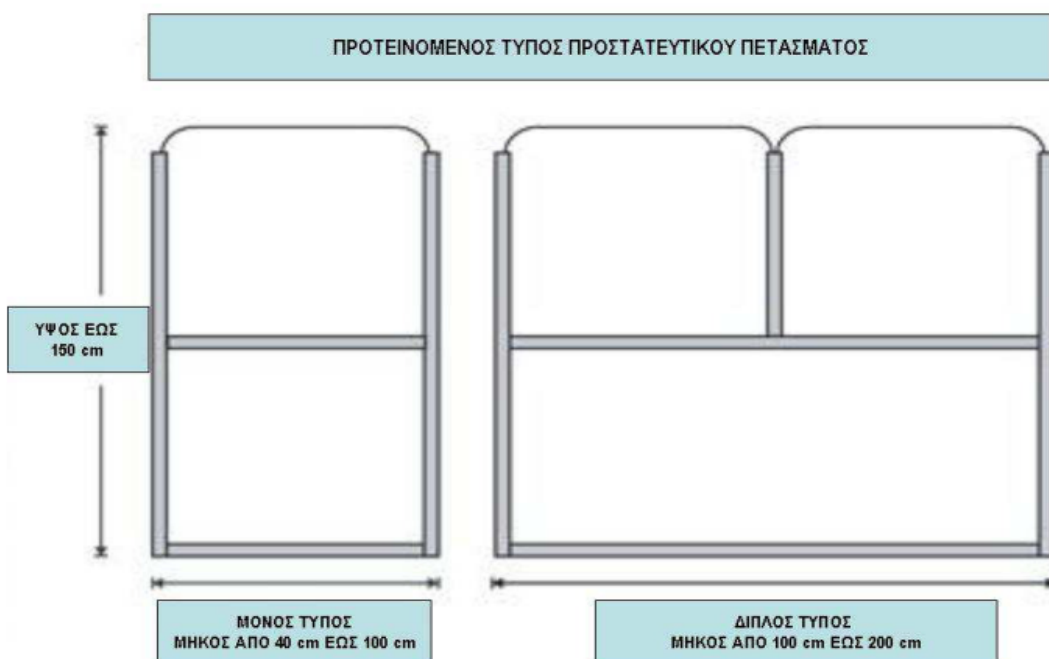 ΠΡΟΤΕΙΝΟΜΕΝΟΣ ΤΥΠΟΣ ΠΡΟΣΤΑΤΕΥΤΙΚΟΥ ΠΕΤΑΣΜΑΤΟΣ
ΥΨΟΣ ΕΩΣ
150 cm
ΜΟΝΟΣ ΤΥΠΟΣ
ΜΗΚΟΣ ΑΠΟ 40 cm ΕΩΣ 100 cm
ΔΙΠΛΟΣ ΤΥΠΟΣ
ΜΗΚΟΣ ΑΠΟ 100 cm ΕΩΣ 200 cm